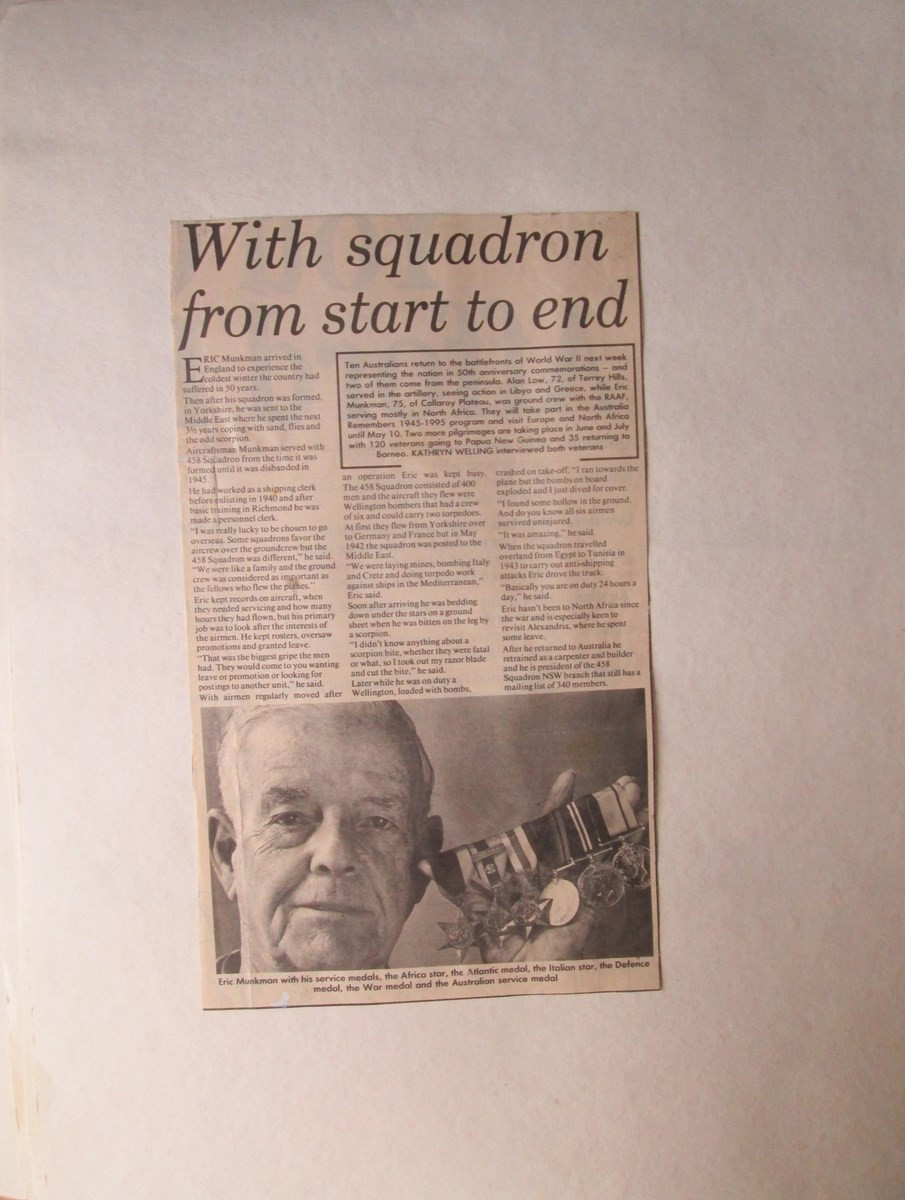 With squadron
from start to end
ERIC Munkman arrived in
England to experience the
coldest winter the country had
suffered in 50 years.
Then after his squadron was formed,
in Yorkshire, he was sent to the
Middle East where he spent the next
3½ years coping with sand, flies and
the odd scorpion.
Aircraftsman Munkman served with
458 Squadron from the time it was
formed until it was disbanded in
1945.
He had worked as a shipping clerk
before enlisting in 1940 and after
basic training in Richmond he was
made a personnel clerk.
"I was really lucky to be chosen to go
overseas. Some squadrons favor the
aircrew over the groundcrew but the
458 Squadron was different," he said.
"We were like a family and the ground
crew was considered as important as
the fellows who flew the planes."
Eric kept records on aircraft, when
they needed servicing and how many
hours they had flown, but his primary
job was to look after the interests of
the airmen. He kept rosters, oversaw
promotions and granted leave.
"That was the biggest gripe the men
had. They would come to you wanting
leave or promotion or looking for
postings to another unit," he said.
With airmen regularly moved after
Ten Australians return to the battlefronts of World War II next week
representing the nation in 50th anniversary commemorations – and
two of them come from the peninsula. Alan Low, 72, of Terrey Hills,
served in the artillery, seeing action in Libya and Greece, while Eric
Munkman, 75, of Collaroy Plateau, was ground crew with the RAAF,
serving mostly in North Africa. They will take part in the Australia
Remembers 1945-1995 program and visit Europe and North Africa
until May 10. Two more pilgrimages are taking place in June and July
with 120 veterans going to Papua New Guinea and 35 returning to
Borneo. KATHRYN WELLING interviewed both veterans
an operation Eric was kept busy.
The 458 Squadron consisted of 400
men and the aircraft they flew were
Wellington bombers that had a crew
of six and could carry two torpedoes.
At first they flew from Yorkshire over
to Germany and France but in May
1942 the squadron was posted to the
Middle East.
"We were laying mines, bombing Italy
and Crete and doing torpedo work
against ships in the Mediterranean,"
Eric said.
Soon after arriving he was bedding
down under the stars on a ground
sheet when he was bitten on the leg by
a scorpion.
"I didn't know anything about a
scorpion bite, whether they were fatal
or what, so I took out my razor blade
and cut the bite," he said.
Later while he was on duty a
Wellington, loaded with bombs,
crashed on take-off. "I ran towards the
plane but the bombs on board
exploded and I just dived for cover.
"I found some hollow in the ground.
And do you know all six airmen
survived uninjured.
"It was amazing," he said.
When the squadron travelled
overland from Egypt to Tunisia in
1943 to carry out anti-shipping
attacks Eric drove the truck.
"Basically you are on duty 24 hours a
day," he said.
Eric hasn't been to North Africa since
the war and is especially keen to
revisit Alexandria, where he spent
some leave.
After he returned to Australia he
retrained as a carpenter and builder
and he is president of the 458
Squadron NSW branch that still has a
mailing list of 340 members.
Eric Munkman with his service medals, the Africa star, the Atlantic medal, the Italian star, the Defence
medal, the War medal and the Australian service medal